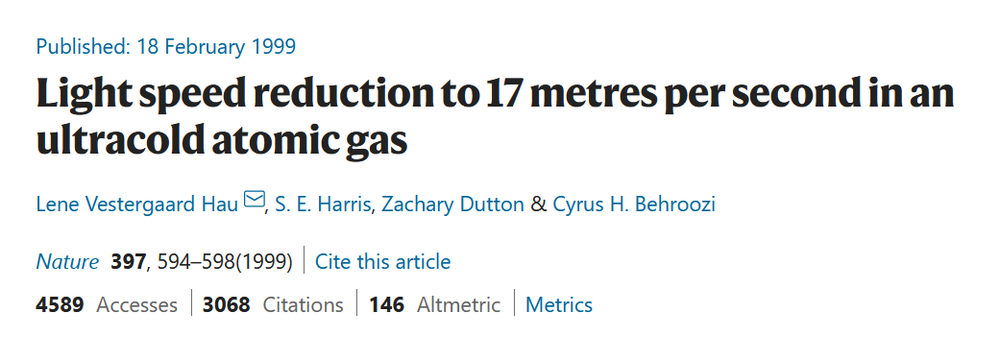 Published: 18 February 1999
Light speed reduction to 17 metres per second in an
ultracold atomic gas
Lene Vestergaard Hau, S. E. Harris, Zachary Dutton & Cyrus H. Behroozi
Nature 397, 594–598(1999) | Cite this article
4589 Accesses | 3068 Citations | 146 Altmetric | Metrics